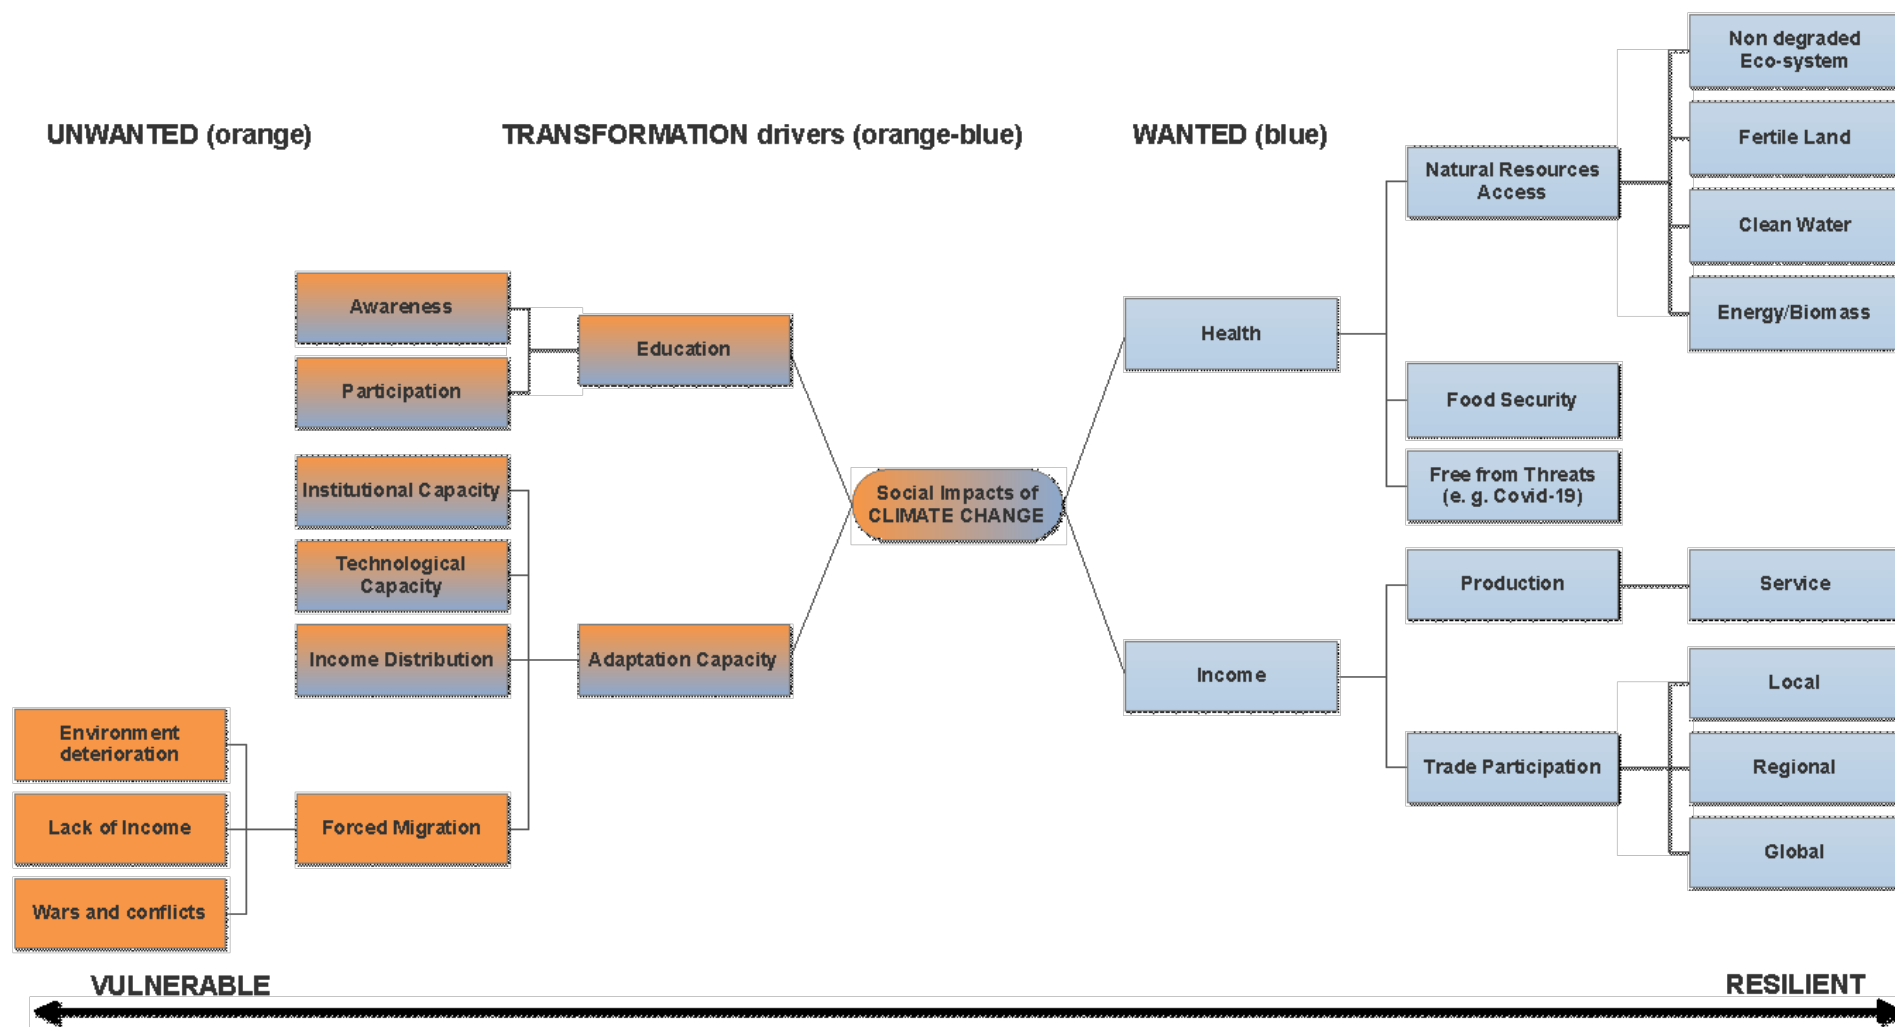 UNWANTED (orange)
TRANSFORMATION drivers (orange-blue)
WANTED (blue)
Awareness
Participation
Education
Institutional Capacity
Technological
Capacity
Income Distribution
Adaptation Capacity
Environment
deterioration
Lack of Income
Wars and conflicts
Forced Migration
Social Impacts of
CLIMATE CHANGE
Health
Natural Resources
Access
Non degraded
Eco-system
Fertile Land
Clean Water
Energy/Biomass
Food Security
Free from Threats
(e. g. Covid-19)
Income
Production
Service
Trade Participation
Local
Regional
Global
VULNERABLE
RESILIENT